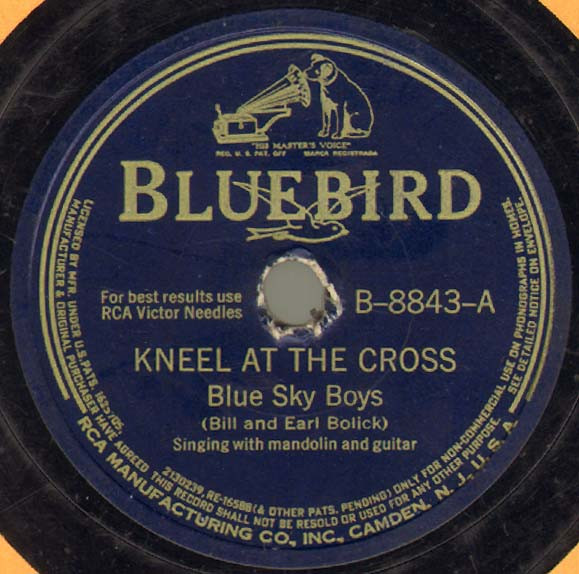 "HIS MASTER'S VOICE"
REG. U. S. PAT. OFF MARCA REGISTRADA
BLUEBIRD
For best results use
RCA Victor Needles
B-8843-A
KNEEL AT THE CROSS
Blue Sky Boys
(Bill and Earl Bolick)
Singing with mandolin and guitar
LICENSED BY MFR. UNDER U.S. PATS. 1625705, 2130239, RE-16588 (& OTHER PATS. PENDING) ONLY FOR NON-COMMERCIAL USE ON PHONOGRAPHS IN HOMES.
MANUFACTURER & ORIGINAL PURCHASER HAVE AGREED THIS RECORD SHALL NOT BE RESOLD OR USED FOR ANY OTHER PURPOSE. SEE DETAILED NOTICE ON ENVELOPE.
RCA MANUFACTURING CO., INC., CAMDEN, N. J., U. S. A.